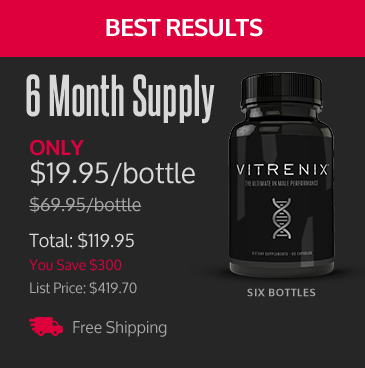 BEST RESULTS
6 Month Supply
ONLY
$19.95/bottle
$69.95/bottle
Total: $119.95
You Save $300
List Price: $419.70
Free Shipping
VITRENIX
THE ULTIMATE IN MALE PERFORMANCE
DIETARY SUPPLEMENTS - 60 CAPSULES
SIX BOTTLES